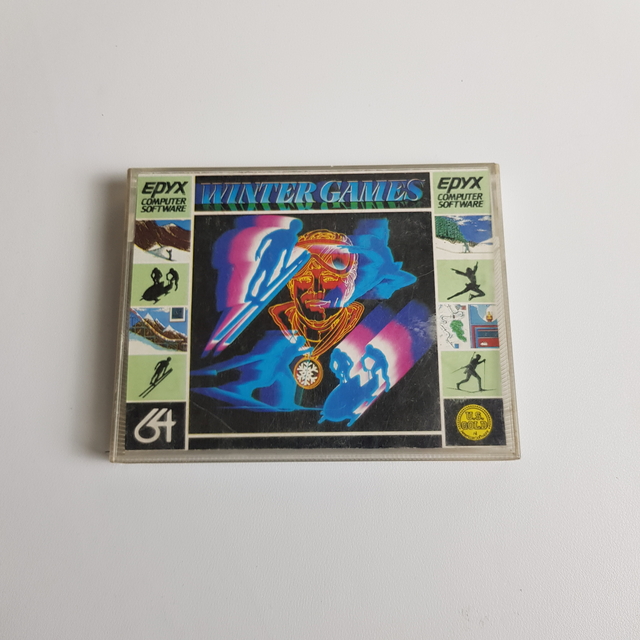 EPYX
COMPUTER
SOFTWARE
WINTER GAMES
EPYX
COMPUTER
SOFTWARE
64
U.S.
GOLD